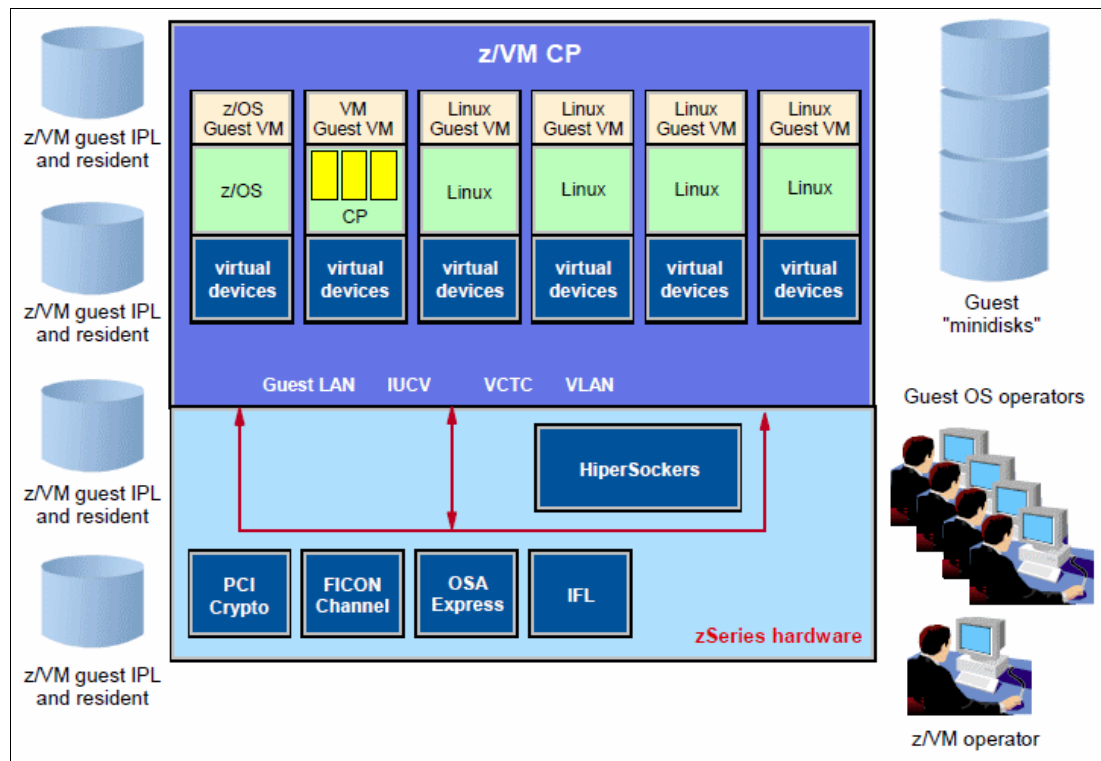 z/VM guest IPL
and resident
z/VM guest IPL
and resident
z/VM guest IPL
and resident
z/VM guest IPL
and resident
z/VM CP
z/OS
Guest VM
VM
Guest VM
Linux
Guest VM
Linux
Guest VM
Linux
Guest VM
Linux
Guest VM
z/OS
CP
Linux
Linux
Linux
Linux
virtual
devices
virtual
devices
virtual
devices
virtual
devices
virtual
devices
virtual
devices
Guest LAN
IUCV
VCTC
VLAN
HiperSockers
PCI
Crypto
FICON
Channel
OSA
Express
IFL
zSeries hardware
Guest
"minidisks"
Guest OS operators
z/VM operator